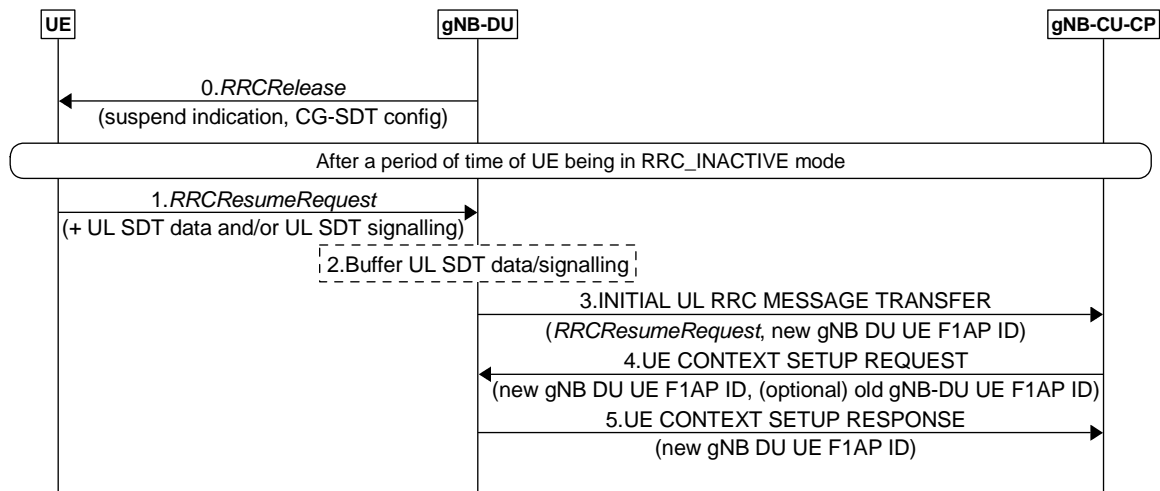 UE
gNB-DU
gNB-CU-CP
0.RRCRelease
(suspend indication, CG-SDT config)
After a period of time of UE being in RRC_INACTIVE mode
1.RRCResumeRequest
(+ UL SDT data and/or UL SDT signalling)
2.Buffer UL SDT data/signalling
3.INITIAL UL RRC MESSAGE TRANSFER
(RRCResumeRequest, new gNB DU UE F1AP ID)
4.UE CONTEXT SETUP REQUEST
(new gNB DU UE F1AP ID, (optional) old gNB-DU UE F1AP ID)
5.UE CONTEXT SETUP RESPONSE
(new gNB DU UE F1AP ID)